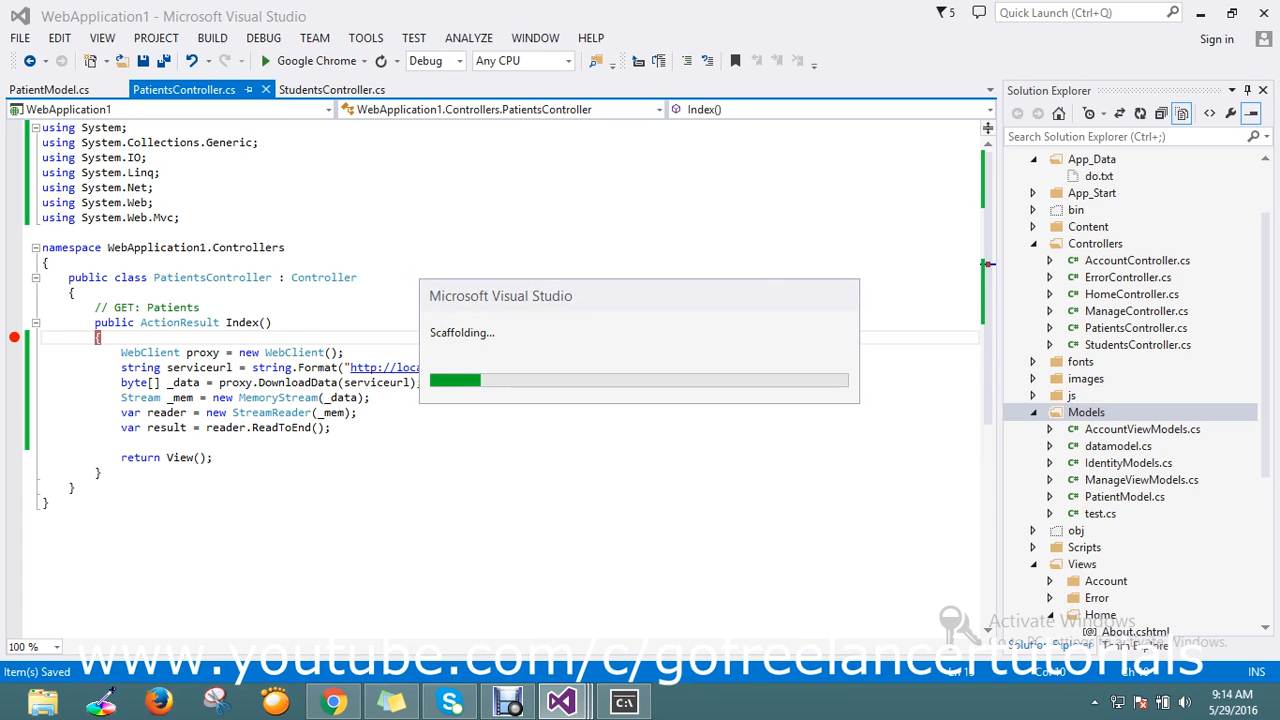 WebApplication1 - Microsoft Visual Studio
5
Quick Launch (Ctrl+Q)
FILE EDIT VIEW PROJECT BUILD DEBUG TEAM TOOLS TEST ANALYZE WINDOW HELP
Sign in
Google Chrome
Debug
Any CPU
PatientModel.cs
PatientsController.cs
StudentsController.cs
WebApplication1
WebApplication1.Controllers.PatientsController
Index()
using System;
using System.Collections.Generic;
using System.IO;
using System.Linq;
using System.Net;
using System.Web;
using System.Web.Mvc;
namespace WebApplication1.Controllers
{
public class PatientsController : Controller
{
// GET: Patients
public ActionResult Index()
{
WebClient proxy = new WebClient();
string serviceurl = string.Format("http://loca
byte[] _data = proxy.DownloadData(serviceurl);
Stream _mem = new MemoryStream(_data);
var reader = new StreamReader(_mem);
var result = reader.ReadToEnd();
return View();
}
}
}
Microsoft Visual Studio
Scaffolding...
Solution Explorer
Search Solution Explorer (Ctrl+;)
App_Data
do.txt
App_Start
bin
Content
Controllers
AccountController.cs
ErrorController.cs
HomeController.cs
ManageController.cs
PatientsController.cs
StudentsController.cs
fonts
images
js
Models
AccountViewModels.cs
datamodel.cs
IdentityModels.cs
ManageViewModels.cs
PatientModel.cs
test.cs
obj
Scripts
Views
Account
Error
Home
About.cshtml
Activate Windows
Go to PC settings to activate Windows.
100 %
www.youtube.com/c/gofreelancertutorials
Item(s) Saved
INS
9:14 AM
5/29/2016